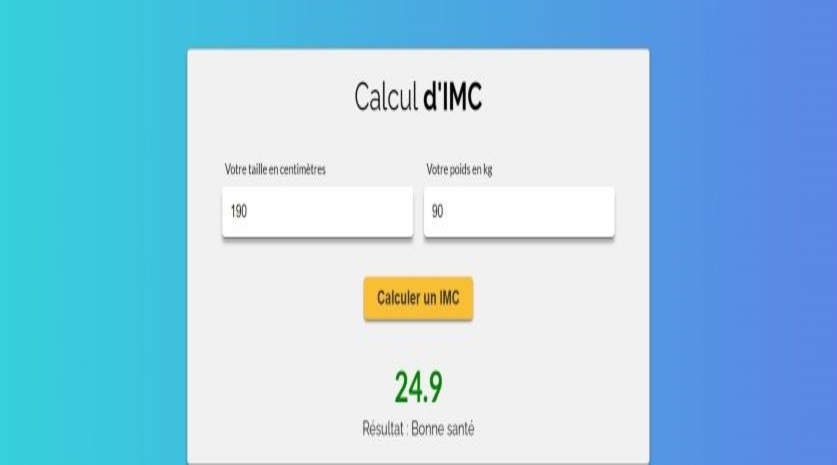 Calcul d'IMC
Votre taille en centimètres
Votre poids en kg
190
90
Calculer un IMC
24.9
Résultat : Bonne santé